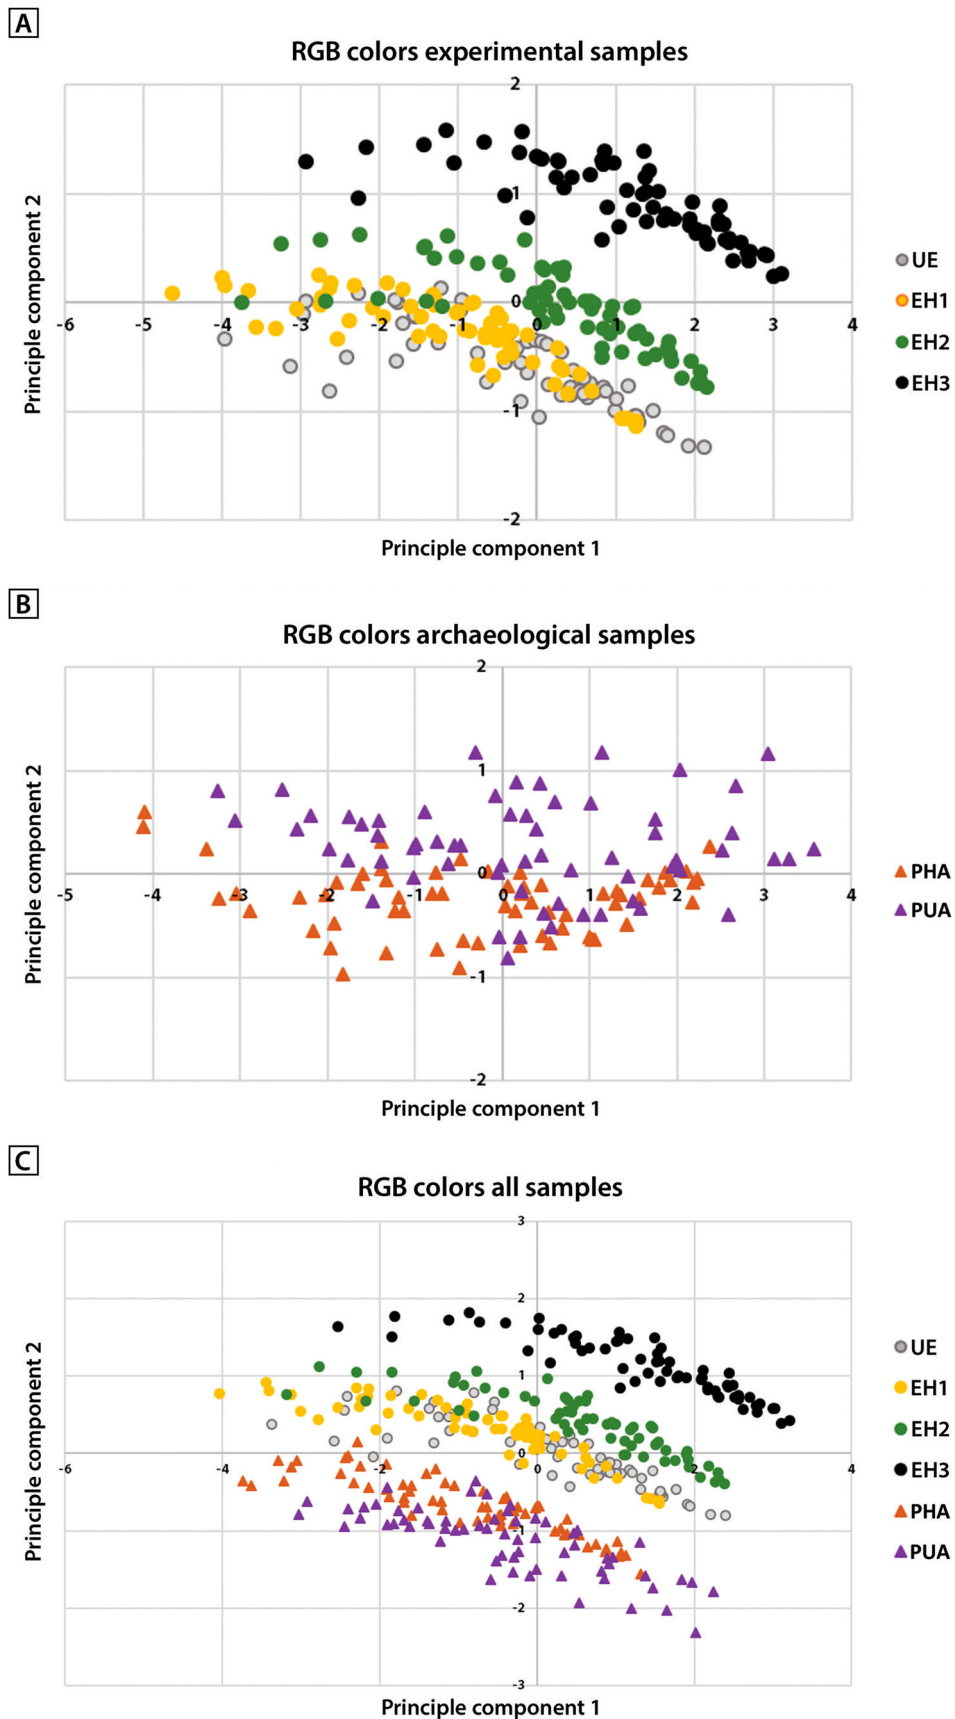 A
RGB colors experimental samples
2
1
0
-6 -5 -4 -3 -2 -1 0 1 2 3 4
-1
-2
Principle component 2
Principle component 1
UE
EH1
EH2
EH3
B
RGB colors archaeological samples
2
1
0
-5 -4 -3 -2 -1 0 1 2 3 4
-1
-2
Principle component 2
Principle component 1
PHA
PUA
C
RGB colors all samples
3
2
1
0
-6 -4 -2 0 2 4
-1
-2
-3
Principle component 2
Principle component 1
UE
EH1
EH2
EH3
PHA
PUA